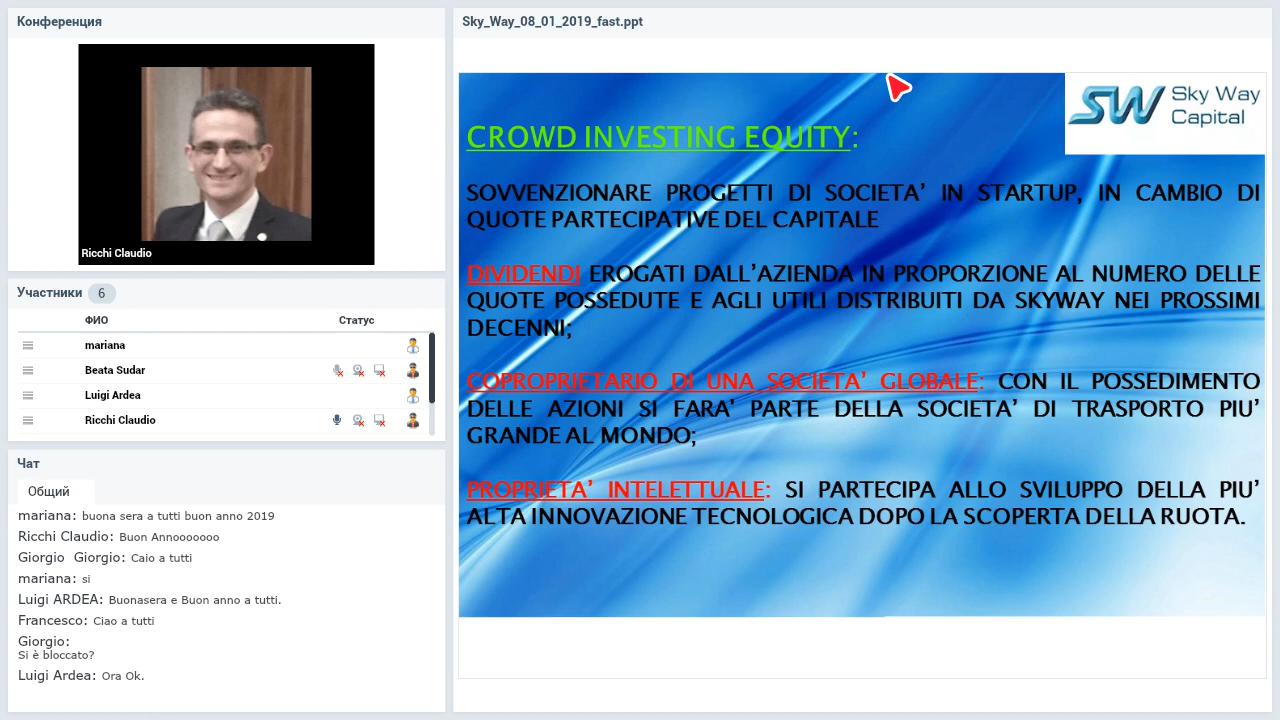 Конференция
Ricchi Claudio
Участники 6
ФИО Статус
mariana
Beata Sudar
Luigi Ardea
Ricchi Claudio
Чат
Общий
mariana: buona sera a tutti buon anno 2019
Ricchi Claudio: Buon Annooooooo
Giorgio Giorgio: Caio a tutti
mariana: si
Luigi ARDEA: Buonasera e Buon anno a tutti.
Francesco: Ciao a tutti
Giorgio:
Si è bloccato?
Luigi Ardea: Ora Ok.
Sky_Way_08_01_2019_fast.ppt
SW Sky Way
Capital
CROWD INVESTING EQUITY:
SOVVENZIONARE PROGETTI DI SOCIETA’ IN STARTUP, IN CAMBIO DI
QUOTE PARTECIPATIVE DEL CAPITALE
DIVIDENDI EROGATI DALL’AZIENDA IN PROPORZIONE AL NUMERO DELLE
QUOTE POSSEDUTE E AGLI UTILI DISTRIBUITI DA SKYWAY NEI PROSSIMI
DECENNI;
COPROPRIETARIO DI UNA SOCIETA’ GLOBALE: CON IL POSSEDIMENTO
DELLE AZIONI SI FARA’ PARTE DELLA SOCIETA’ DI TRASPORTO PIU’
GRANDE AL MONDO;
PROPRIETA’ INTELETTUALE: SI PARTECIPA ALLO SVILUPPO DELLA PIU’
ALTA INNOVAZIONE TECNOLOGICA DOPO LA SCOPERTA DELLA RUOTA.